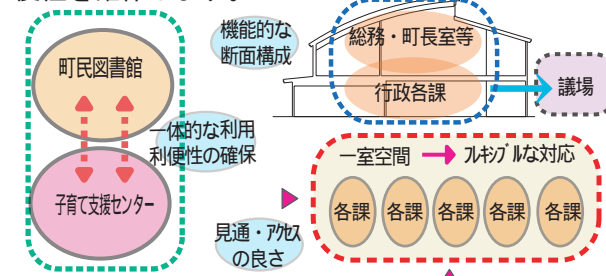 機能的な
断面構成
総務・町長室等
行政各課
議場
町民図書館
一体的な利用
利便性の確保
子育て支援センター
一室空間
フレキシブルな対応
各課
各課
各課
各課
各課
見通・アクセス
の良さ